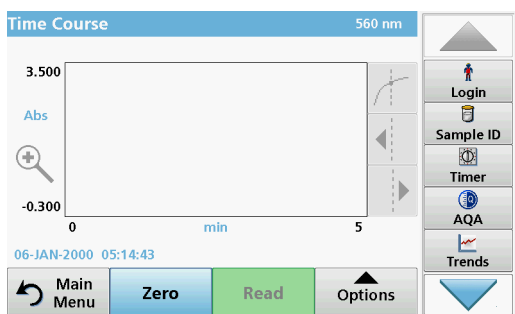 Time Course 560 nm
3.500
Abs
-0.300
0 min 5
06-JAN-2000 05:14:43
Main
Menu
Zero
Read
Options
Login
Sample ID
Timer
AQA
Trends